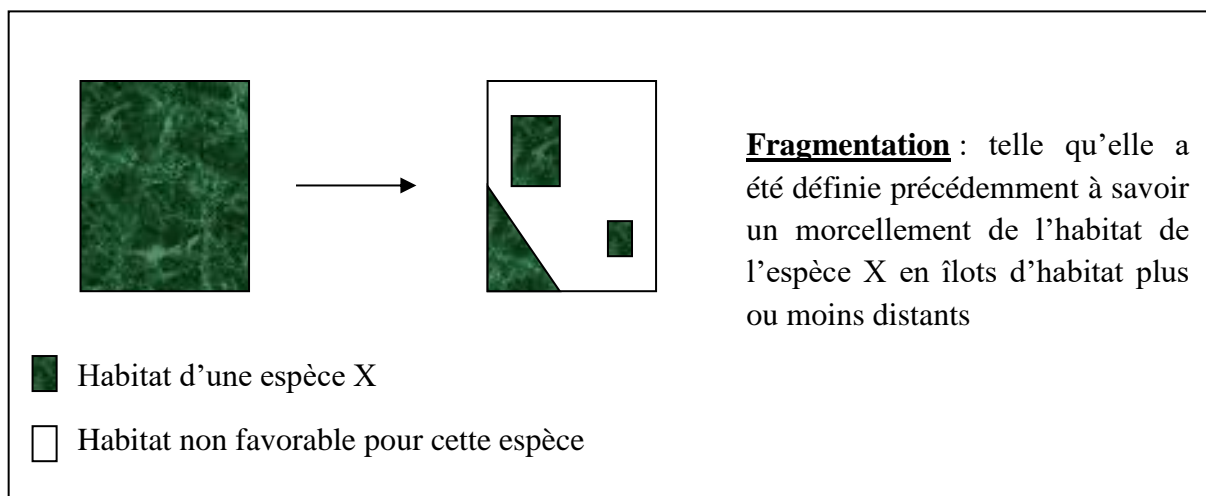 Fragmentation : telle qu’elle a
été définie précédemment à savoir
un morcellement de l’habitat de
l’espèce X en îlots d’habitat plus
ou moins distants
Habitat d’une espèce X
Habitat non favorable pour cette espèce